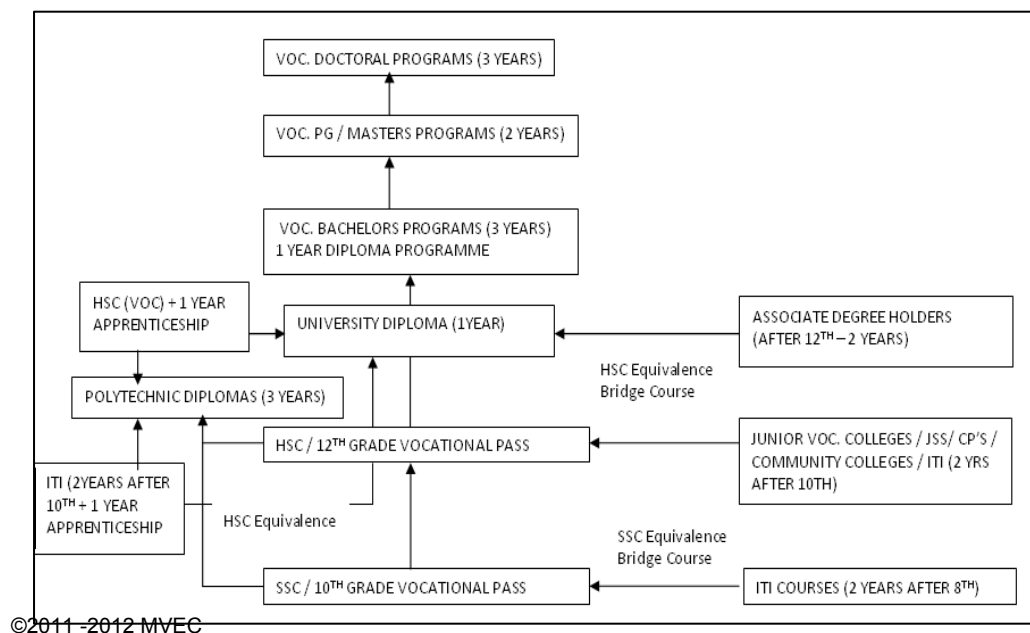 VOC. DOCTORAL PROGRAMS (3 YEARS)
VOC. PG / MASTERS PROGRAMS (2 YEARS)
VOC. BACHELORS PROGRAMS (3 YEARS)
1 YEAR DIPLOMA PROGRAMME
HSC (VOC) + 1 YEAR
APPRENTICESHIP
UNIVERSITY DIPLOMA (1YEAR)
ASSOCIATE DEGREE HOLDERS
(AFTER 12TH – 2 YEARS)
HSC Equivalence
Bridge Course
POLYTECHNIC DIPLOMAS (3 YEARS)
HSC / 12TH GRADE VOCATIONAL PASS
JUNIOR VOC. COLLEGES / JSS/ CP'S /
COMMUNITY COLLEGES / ITI (2 YRS
AFTER 10TH)
ITI (2YEARS AFTER
10TH + 1 YEAR
APPRENTICESHIP
HSC Equivalence
SSC Equivalence
Bridge Course
SSC / 10TH GRADE VOCATIONAL PASS
ITI COURSES (2 YEARS AFTER 8TH)
©2011 -2012 MVEC